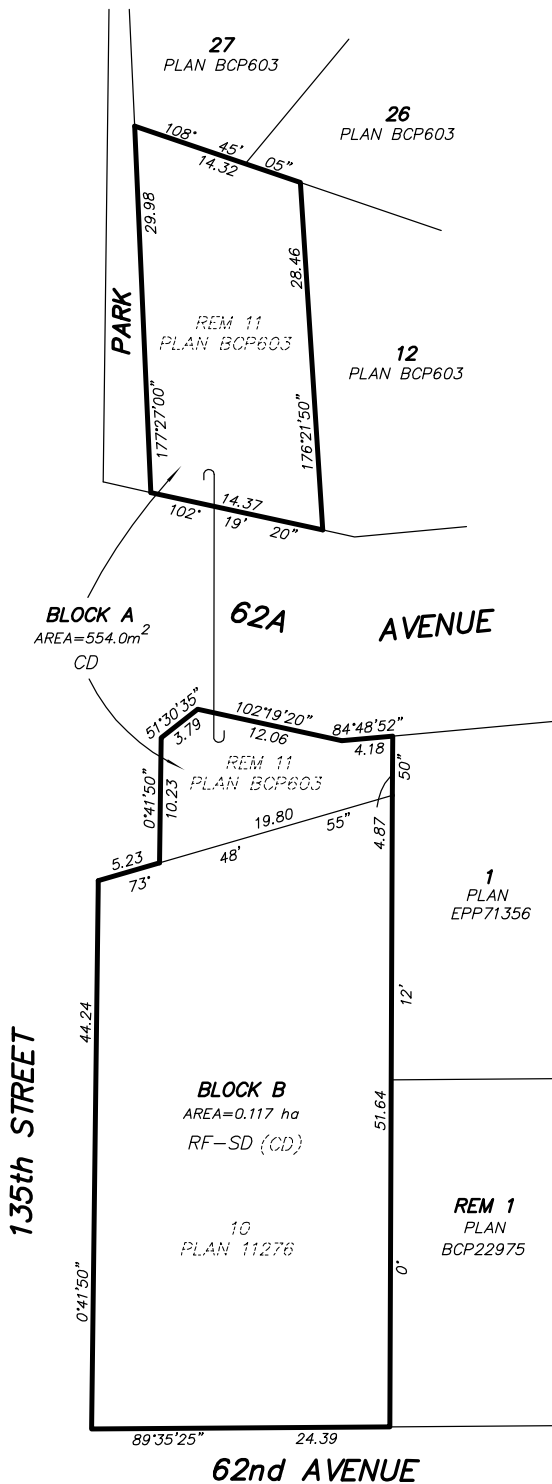 27
PLAN BCP603
26
PLAN BCP603
108° 45' 05"
14.32
29.98
28.46
PARK
REM 11
PLAN BCP603
12
PLAN BCP603
177°27'00"
176°21'50"
14.37
102° 19' 20"
BLOCK A
AREA=554.0m²
CD
62A AVENUE
51°30'35"
3.79
102°19'20"
12.06
84°48'52"
4.18
REM 11
PLAN BCP603
0°41'50"
10.23
50"
4.87
19.80
5.23
73° 48' 55"
1
PLAN
EPP71356
44.24
12'
135th STREET
BLOCK B
AREA=0.117 ha
RF-SD (CD)
51.64
10
PLAN 11276
REM 1
PLAN
BCP22975
0°41'50"
0°
89°35'25"
24.39
62nd AVENUE